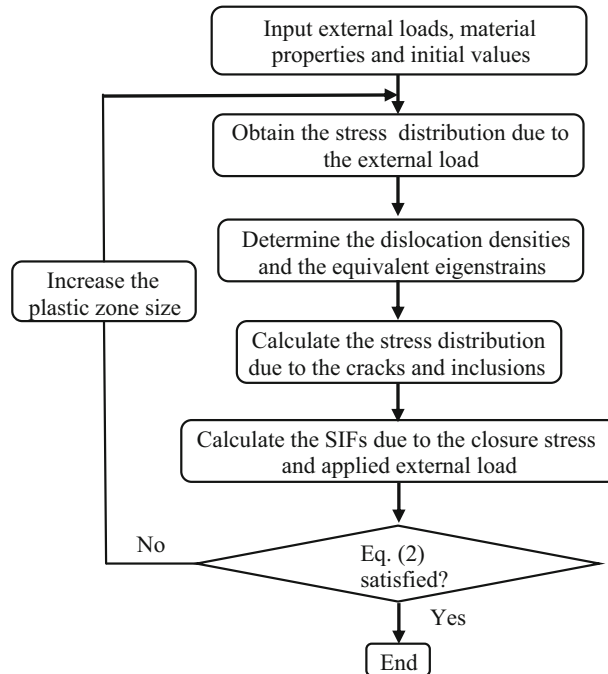 Input external loads, material
properties and initial values
Obtain the stress distribution due to
the external load
Determine the dislocation densities
and the equivalent eigenstrains
Increase the
plastic zone size
Calculate the stress distribution
due to the cracks and inclusions
Calculate the SIFs due to the closure stress
and applied external load
No
Eq. (2)
satisfied?
Yes
End